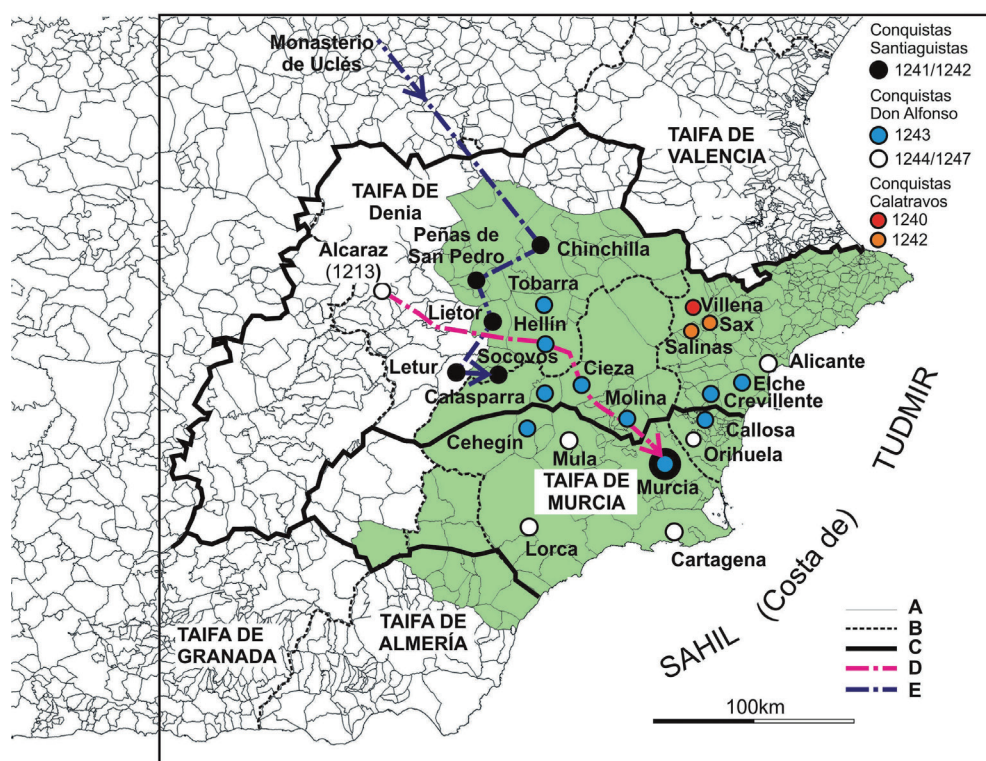 Monasterio
de Uclés
TAIFA DE
VALENCIA
TAIFA DE
Denia
Peñas de
San Pedro
Alcaraz
(1213)
Chinchilla
Tobarra
Lietor
Hellín
Villena
Sax
Salinas
Letur
Socovos
Cieza
Alicante
Elche
Crevillente
Calasparra
Molina
Callosa
Cehegín
Mula
Orihuela
TAIFA DE
MURCIA
Murcia
Lorca
Cartagena
TAIFA DE
GRANADA
TAIFA DE
ALMERÍA
SAHIL (Costa de) TUDMIR
Conquistas
Santiaguistas
1241/1242
Conquistas
Don Alfonso
1243
1244/1247
Conquistas
Calatravos
1240
1242
A
B
C
D
E
100km